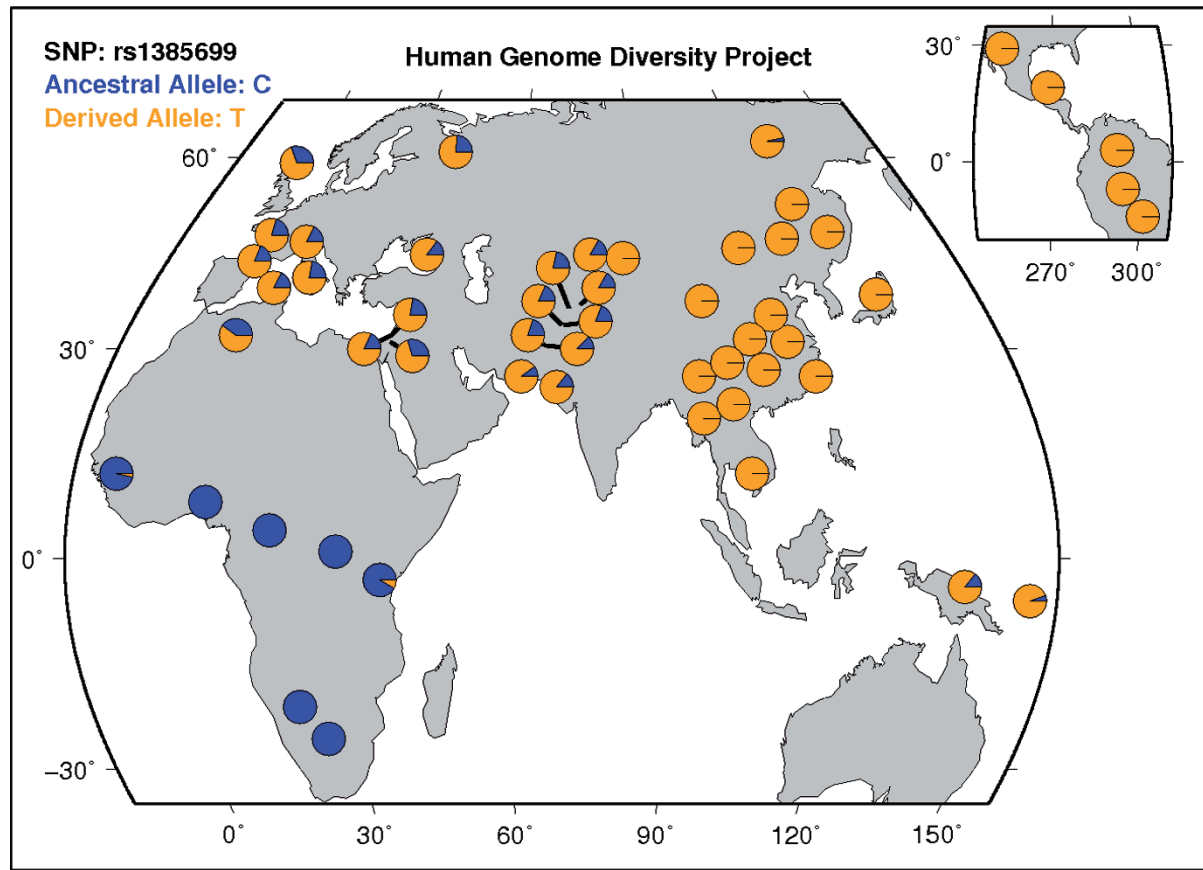 SNP: rs1385699
Ancestral Allele: C
Derived Allele: T
Human Genome Diversity Project
30˚
0˚
270˚ 300˚
60˚
30˚
0˚
−30˚
0˚ 30˚ 60˚ 90˚ 120˚ 150˚